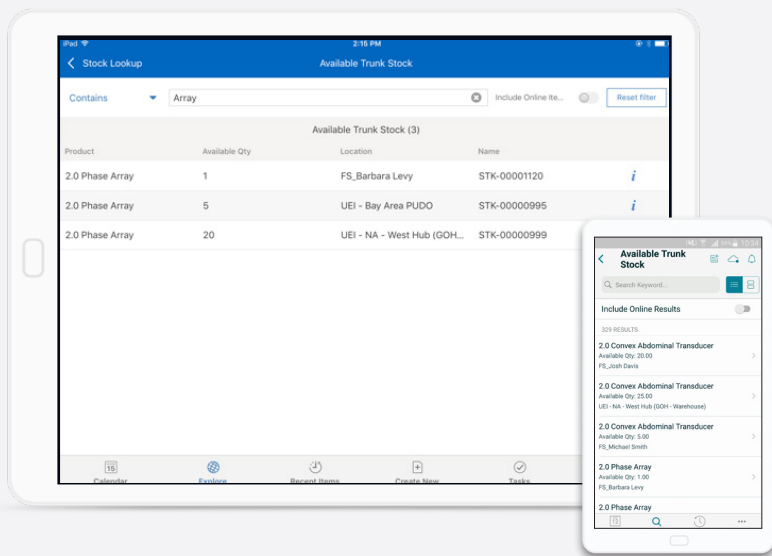 iPad 2:15 PM
Stock Lookup Available Trunk Stock
Contains Array Include Online Ite... Reset filter
Available Trunk Stock (3)
Product Available Qty Location Name
2.0 Phase Array 1 FS_Barbara Levy STK-00001120 i
2.0 Phase Array 5 UEI - Bay Area PUDO STK-00000995 i
2.0 Phase Array 20 UEI - NA - West Hub (GOH... STK-00000999
15
Calendar Explore Recent Items Create New Tasks
10:34
Available Trunk
Stock
Search Keyword...
Include Online Results
329 RESULTS
2.0 Convex Abdominal Transducer
Available Qty: 20.00
FS_Josh Davis
2.0 Convex Abdominal Transducer
Available Qty: 25.00
UEI - NA - West Hub (GOH - Warehouse)
2.0 Convex Abdominal Transducer
Available Qty: 5.00
FS_Michael Smith
2.0 Phase Array
Available Qty: 1.00
FS_Barbara Levy
2.0 Phase Array